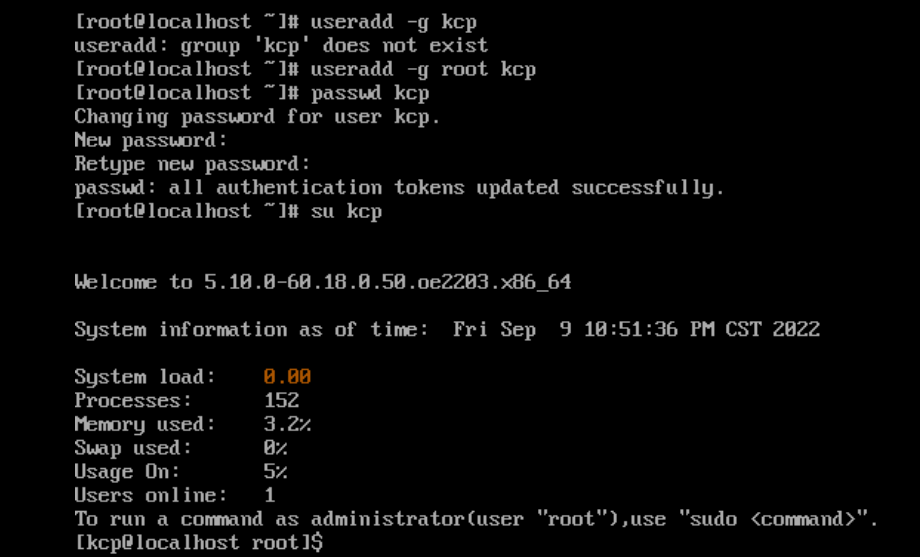 [root@localhost ~]# useradd -g kcp
useradd: group 'kcp' does not exist
[root@localhost ~]# useradd -g root kcp
[root@localhost ~]# passwd kcp
Changing password for user kcp.
New password:
Retype new password:
passwd: all authentication tokens updated successfully.
[root@localhost ~]# su kcp
Welcome to 5.10.0-60.18.0.50.oe2203.x86_64
System information as of time:  Fri Sep  9 10:51:36 PM CST 2022
System load:    0.00
Processes:      152
Memory used:    3.2%
Swap used:      0%
Usage On:       5%
Users online:   1
To run a command as administrator(user "root"),use "sudo <command>".
[kcp@localhost root]$